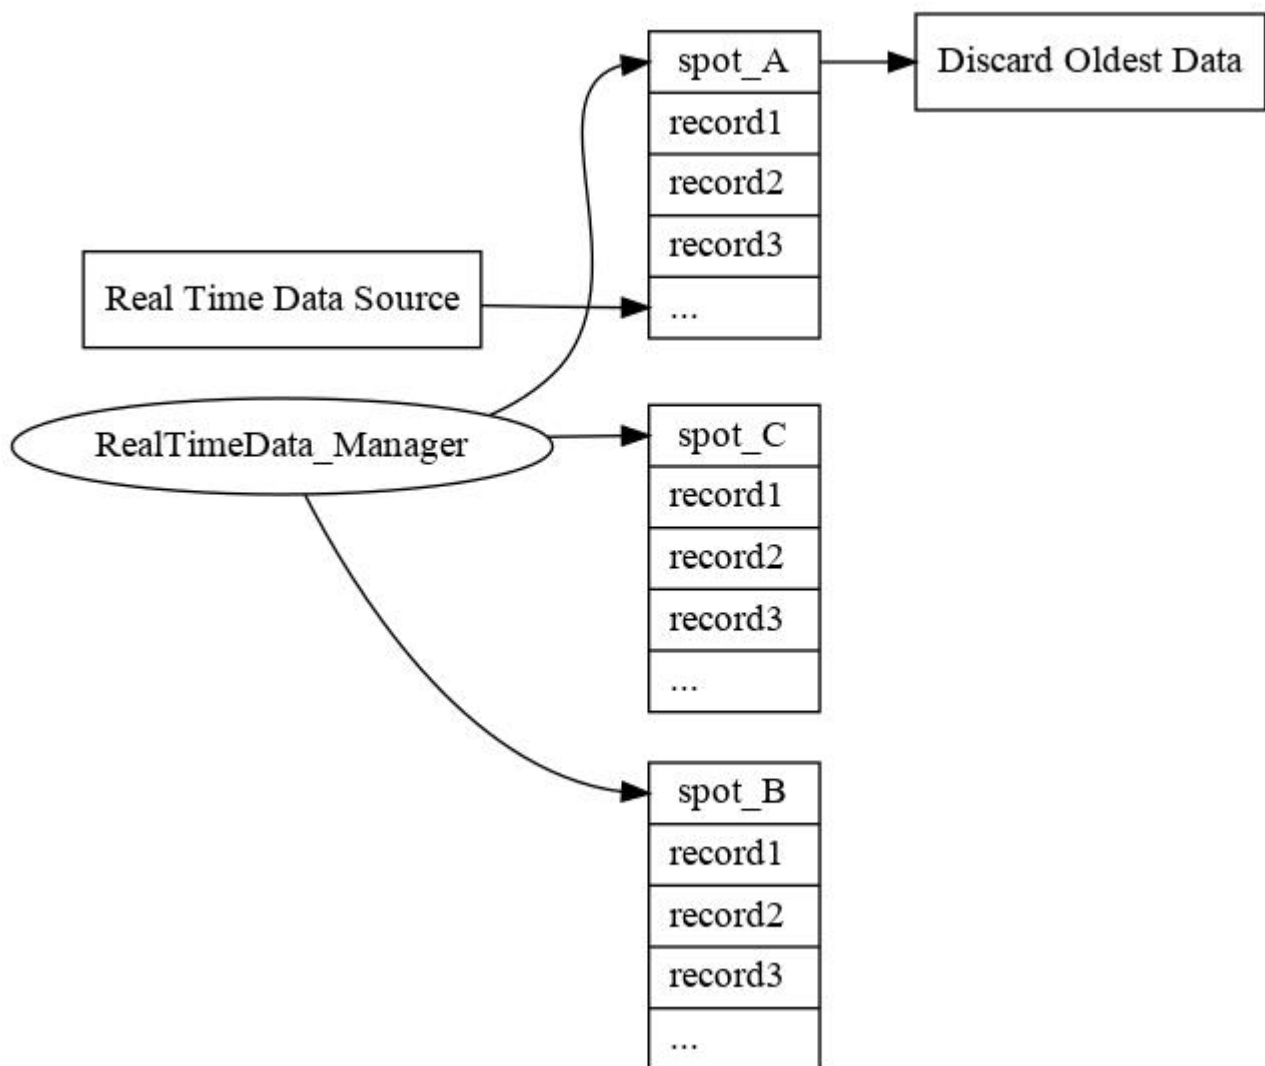 spot_A
Discard Oldest Data
record1
record2
record3
...
Real Time Data Source
RealTimeData_Manager
spot_C
record1
record2
record3
...
spot_B
record1
record2
record3
...